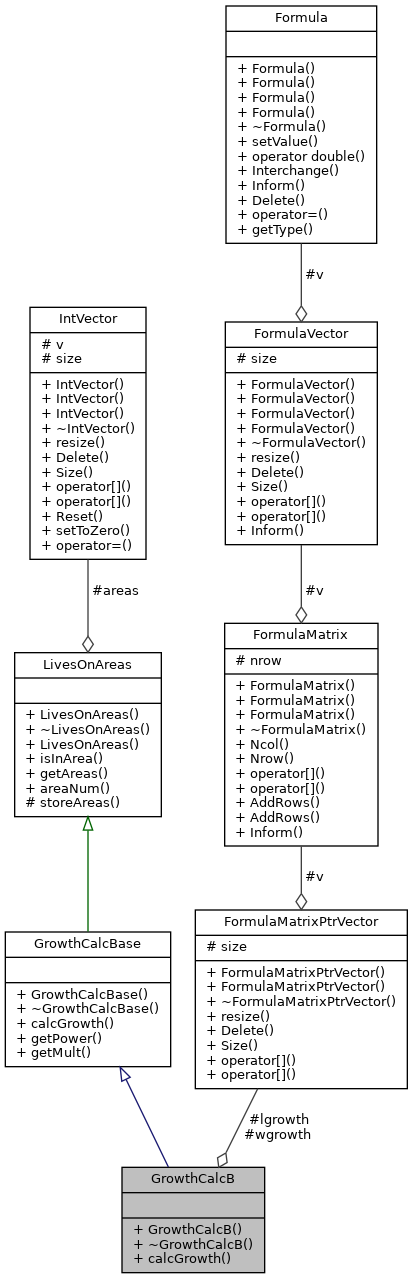 Formula
+ Formula()
+ Formula()
+ Formula()
+ Formula()
+ ~Formula()
+ setValue()
+ operator double()
+ Interchange()
+ Inform()
+ Delete()
+ operator=()
+ getType()
#v
IntVector
# v
# size
+ IntVector()
+ IntVector()
+ IntVector()
+ ~IntVector()
+ resize()
+ Delete()
+ Size()
+ operator[]()
+ operator[]()
+ Reset()
+ setToZero()
+ operator=()
#areas
FormulaVector
# size
+ FormulaVector()
+ FormulaVector()
+ FormulaVector()
+ FormulaVector()
+ ~FormulaVector()
+ resize()
+ Delete()
+ Size()
+ operator[]()
+ operator[]()
+ Inform()
#v
LivesOnAreas
+ LivesOnAreas()
+ ~LivesOnAreas()
+ LivesOnAreas()
+ isInArea()
+ getAreas()
+ areaNum()
# storeAreas()
FormulaMatrix
# nrow
+ FormulaMatrix()
+ FormulaMatrix()
+ FormulaMatrix()
+ ~FormulaMatrix()
+ Ncol()
+ Nrow()
+ operator[]()
+ operator[]()
+ AddRows()
+ AddRows()
+ Inform()
#v
GrowthCalcBase
+ GrowthCalcBase()
+ ~GrowthCalcBase()
+ calcGrowth()
+ getPower()
+ getMult()
FormulaMatrixPtrVector
# size
+ FormulaMatrixPtrVector()
+ FormulaMatrixPtrVector()
+ ~FormulaMatrixPtrVector()
+ resize()
+ Delete()
+ Size()
+ operator[]()
+ operator[]()
#lgrowth
#wgrowth
GrowthCalcB
+ GrowthCalcB()
+ ~GrowthCalcB()
+ calcGrowth()